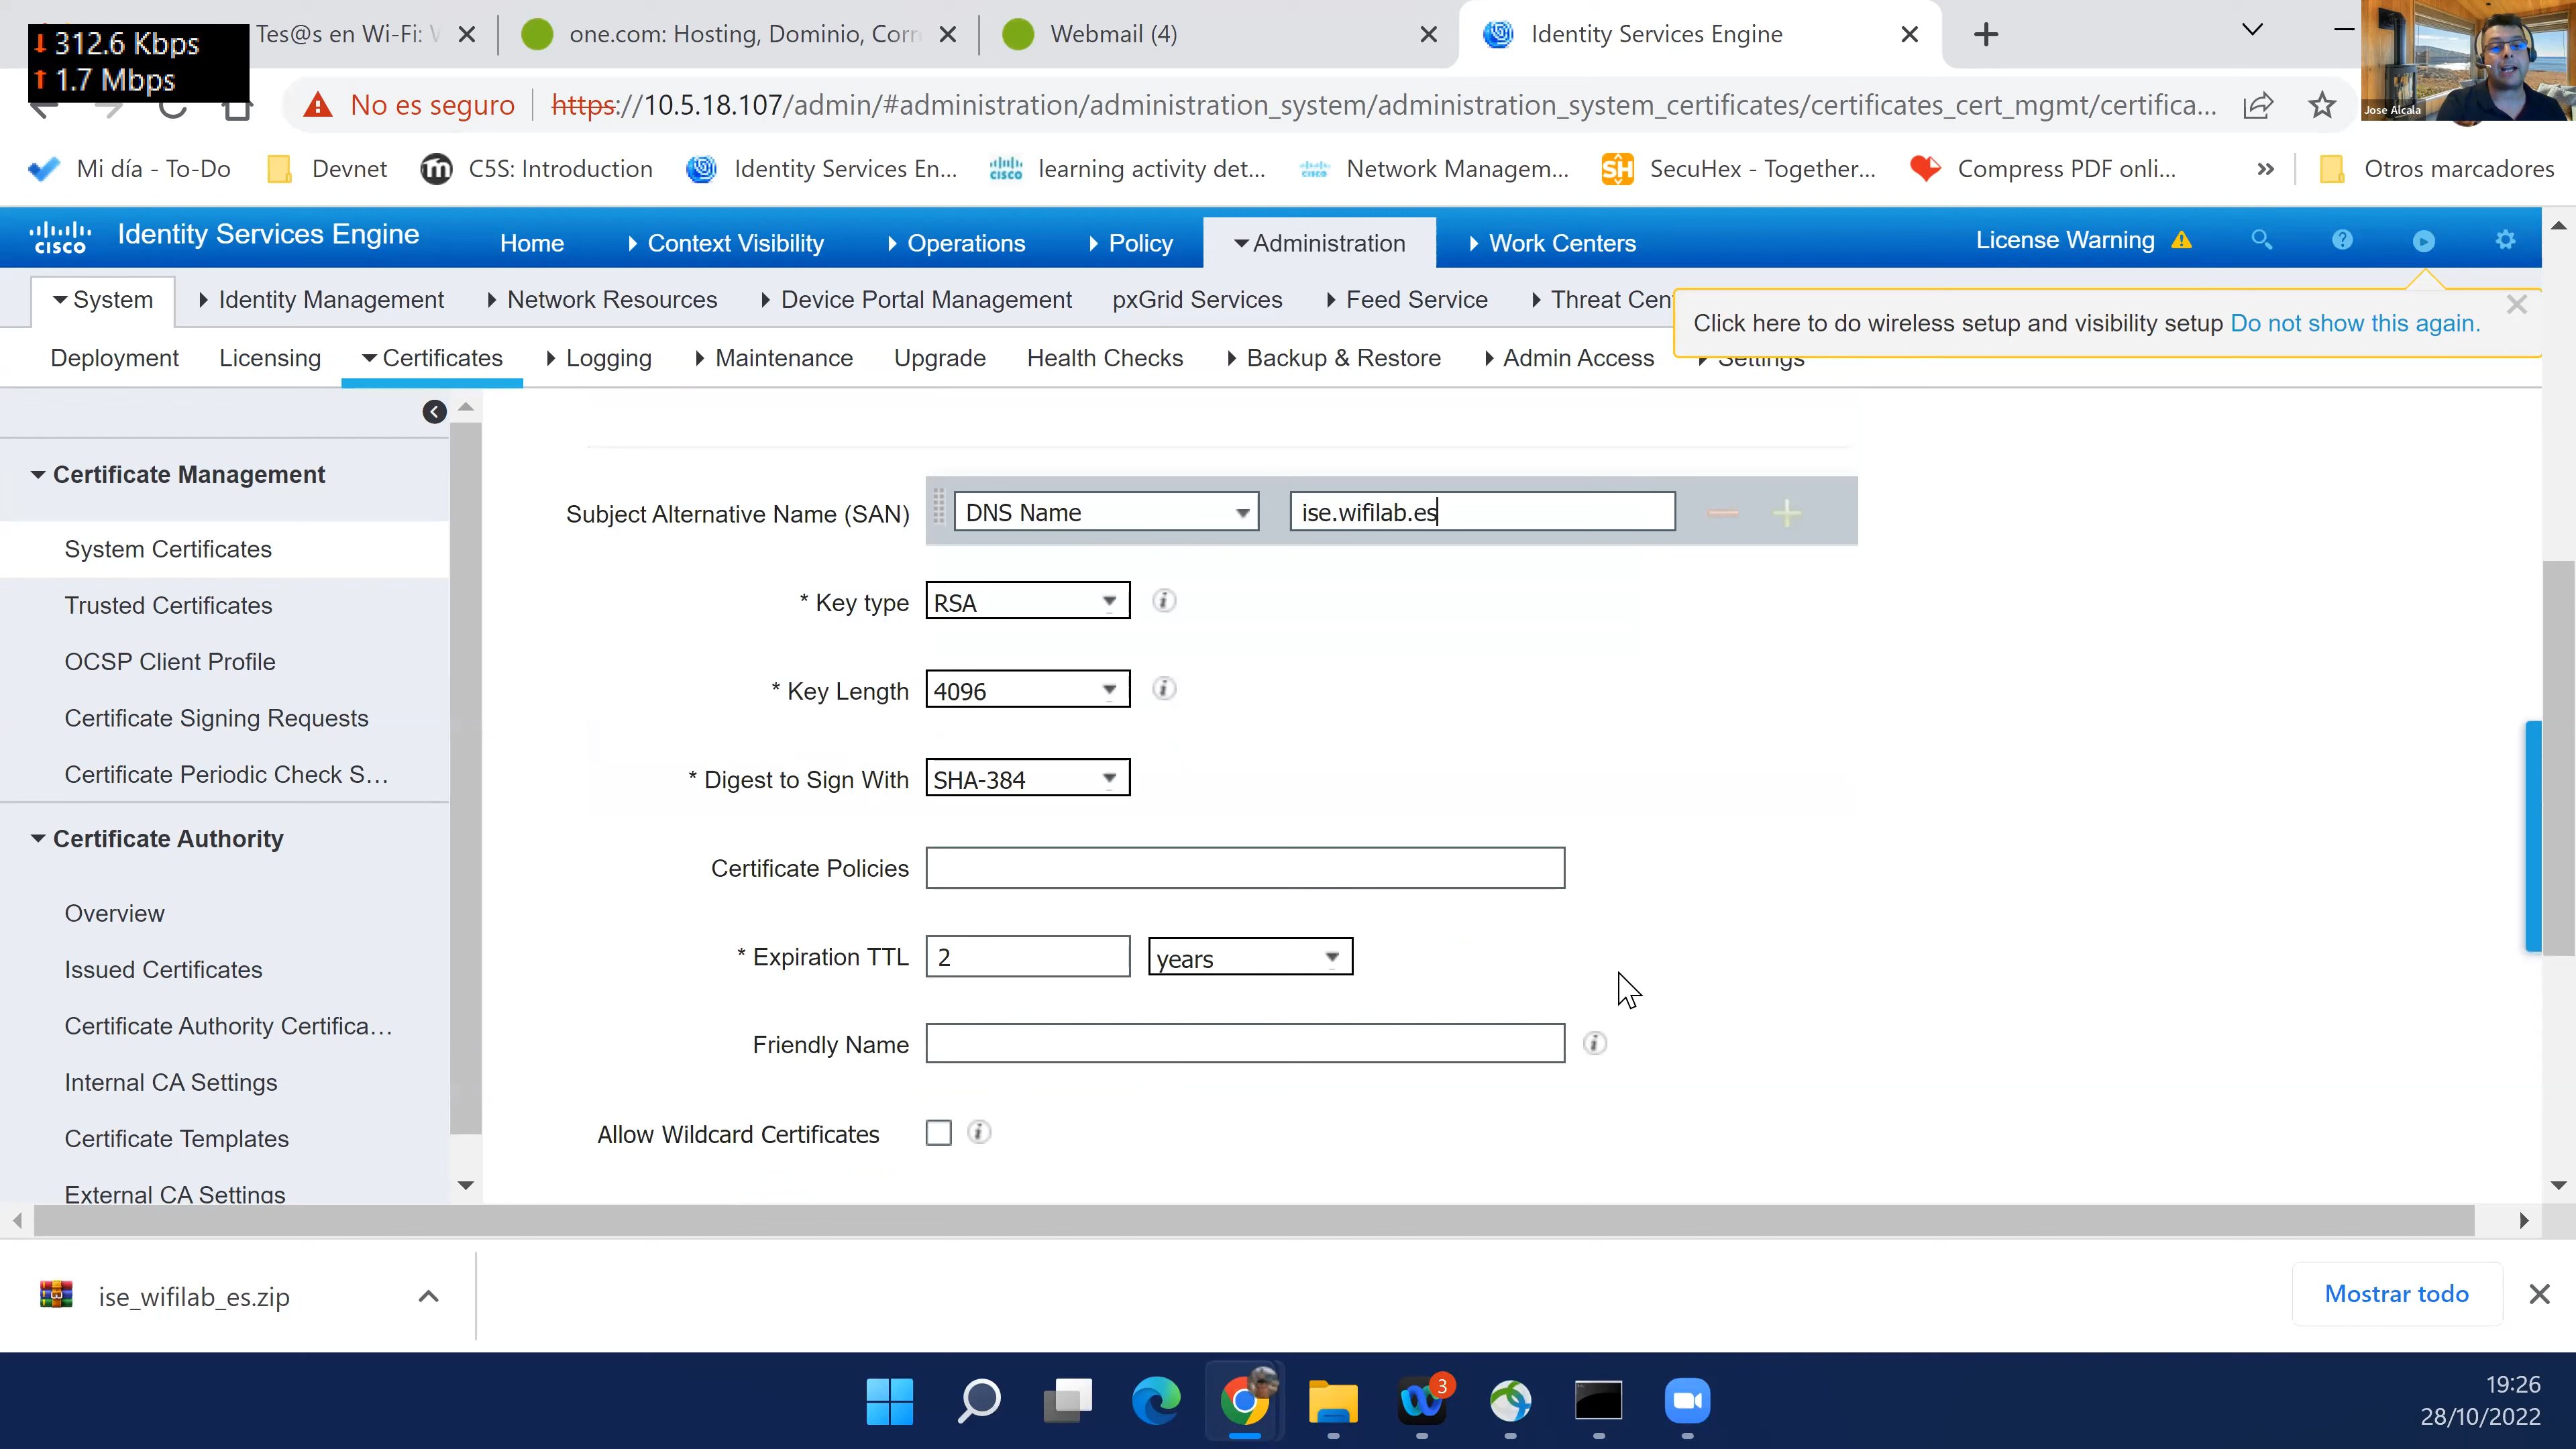 ↓ 312.6 Kbps
↑ 1.7 Mbps
Tes@s en Wi-Fi:
one.com: Hosting, Dominio, Corr
Webmail (4)
Identity Services Engine
Jose Alcala
No es seguro
https://10.5.18.107/admin/#administration/administration_system/administration_system_certificates/certificates_cert_mgmt/certifica...
Mi día - To-Do
Devnet
C5S: Introduction
Identity Services En...
learning activity det...
Network Managem...
SH
SecuHex - Together...
Compress PDF onli...
»
Otros marcadores
cisco
Identity Services Engine
Home
Context Visibility
Operations
Policy
Administration
Work Centers
License Warning
System
Identity Management
Network Resources
Device Portal Management
pxGrid Services
Feed Service
Threat Cen
Click here to do wireless setup and visibility setup Do not show this again.
Deployment
Licensing
Certificates
Logging
Maintenance
Upgrade
Health Checks
Backup & Restore
Admin Access
Settings
Certificate Management
System Certificates
Trusted Certificates
OCSP Client Profile
Certificate Signing Requests
Certificate Periodic Check S...
Certificate Authority
Overview
Issued Certificates
Certificate Authority Certifica...
Internal CA Settings
Certificate Templates
External CA Settings
Subject Alternative Name (SAN)
DNS Name
ise.wifilab.es
* Key type
RSA
* Key Length
4096
* Digest to Sign With
SHA-384
Certificate Policies
* Expiration TTL
2
years
Friendly Name
Allow Wildcard Certificates
ise_wifilab_es.zip
Mostrar todo
3
19:26
28/10/2022